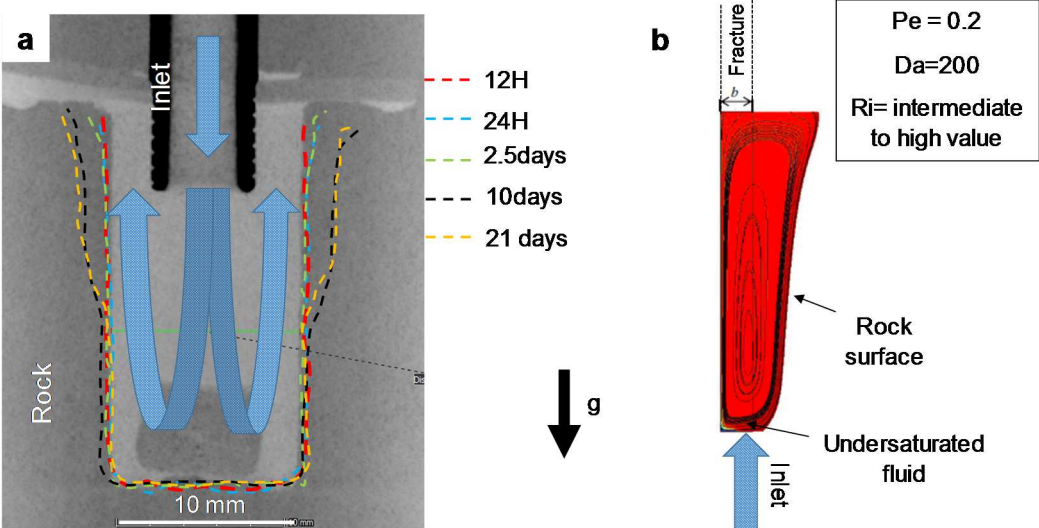 a
Inlet
12H
24H
2.5days
10days
21 days
Rock
10 mm
g
b
Fracture
b
Pe = 0.2
Da=200
Ri= intermediate
to high value
Rock
surface
Undersaturated
fluid
Inlet